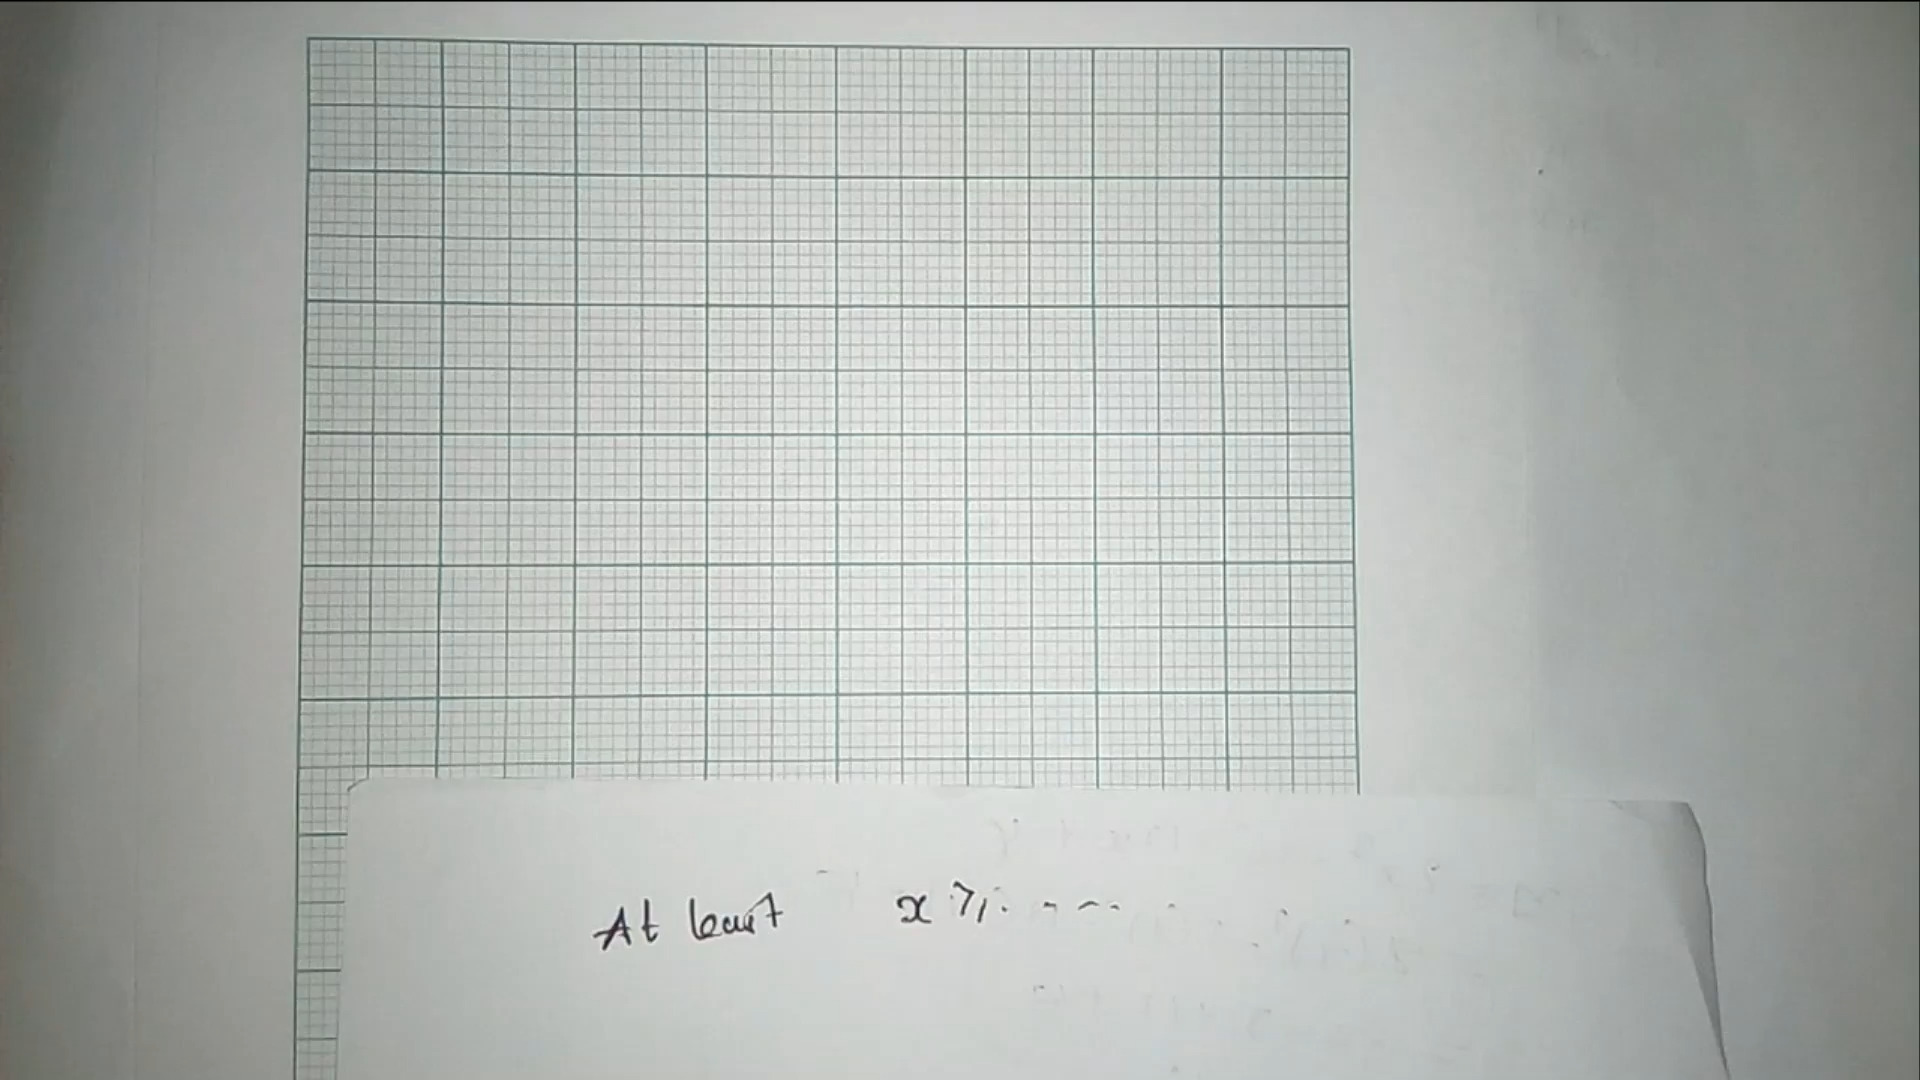 At least x ≥ - - - -